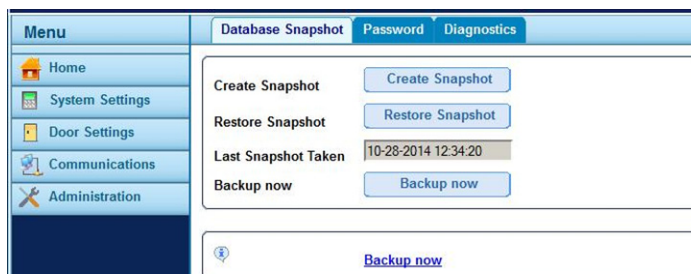 Menu
Home
System Settings
Door Settings
Communications
Administration
Database Snapshot Password Diagnostics
Create Snapshot Create Snapshot
Restore Snapshot Restore Snapshot
Last Snapshot Taken 10-28-2014 12:34:20
Backup now Backup now
Backup now